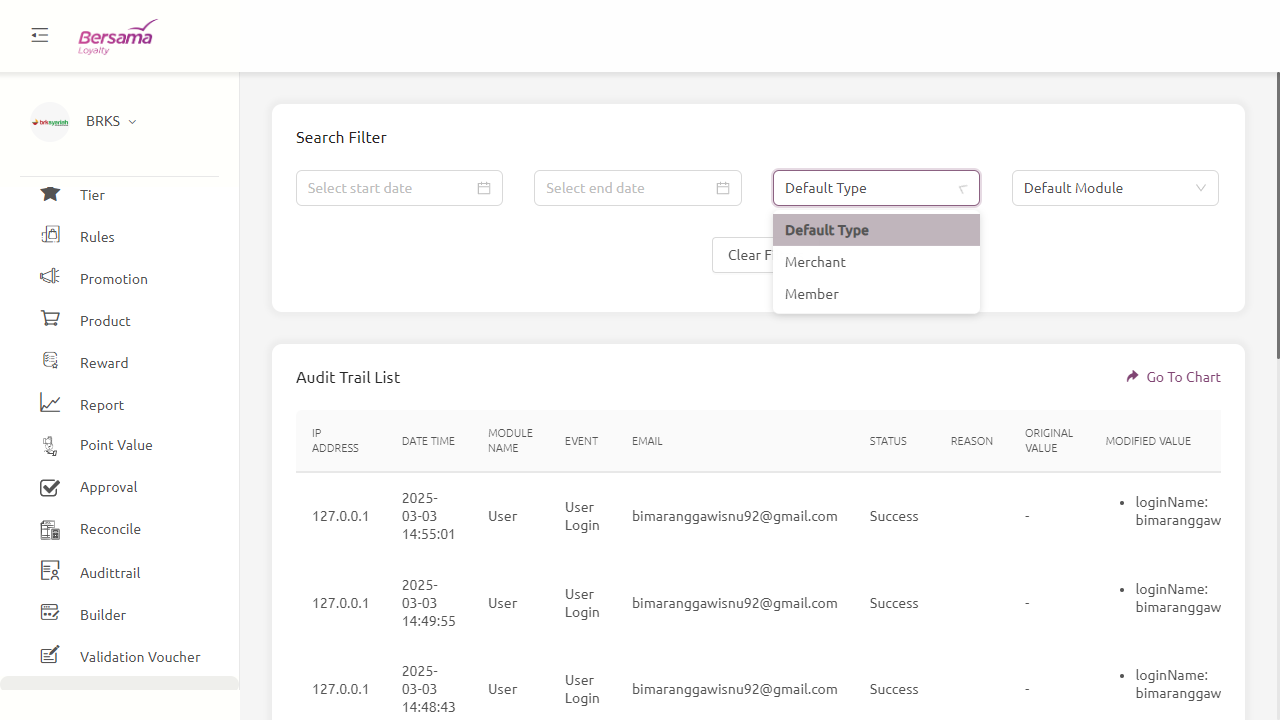 Bersama
Loyalty
brksyariah
BRKS
Tier
Rules
Promotion
Product
Reward
Report
Point Value
Approval
Reconcile
Audittrail
Builder
Validation Voucher
Search Filter
Select start date
Select end date
Default Type
Default Module
Default Type
Merchant
Member
Clear F
Audit Trail List
Go To Chart
IP ADDRESS
DATE TIME
MODULE NAME
EVENT
EMAIL
STATUS
REASON
ORIGINAL VALUE
MODIFIED VALUE
127.0.0.1
2025-
03-03
14:55:01
User
User
Login
bimaranggawisnu92@gmail.com
Success
-
• loginName:
bimaranggaw
127.0.0.1
2025-
03-03
14:49:55
User
User
Login
bimaranggawisnu92@gmail.com
Success
-
• loginName:
bimaranggaw
127.0.0.1
2025-
03-03
14:48:43
User
User
Login
bimaranggawisnu92@gmail.com
Success
-
• loginName:
bimaranggaw